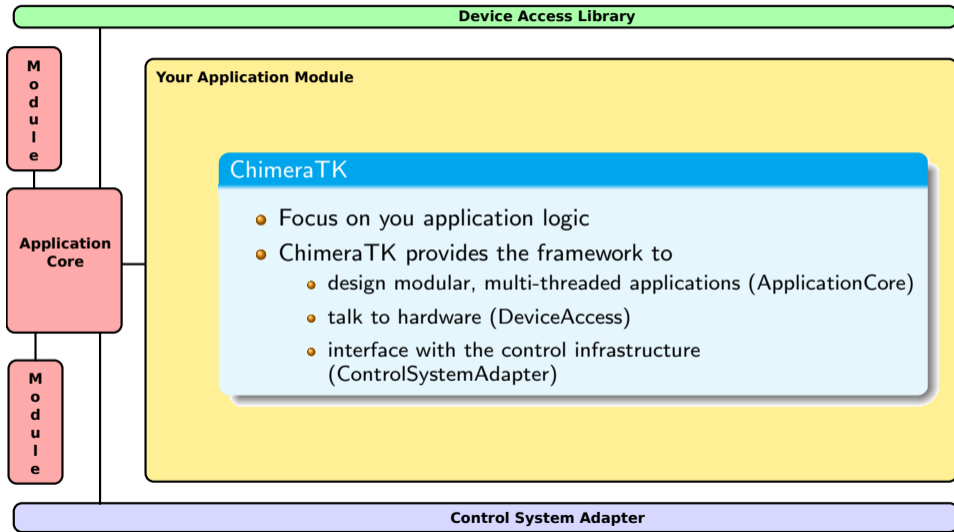 Device Access Library
Module
Your Application Module
ChimeraTK
Focus on you application logic
ChimeraTK provides the framework to
design modular, multi-threaded applications (ApplicationCore)
talk to hardware (DeviceAccess)
interface with the control infrastructure
(ControlSystemAdapter)
Application
Core
Module
Control System Adapter